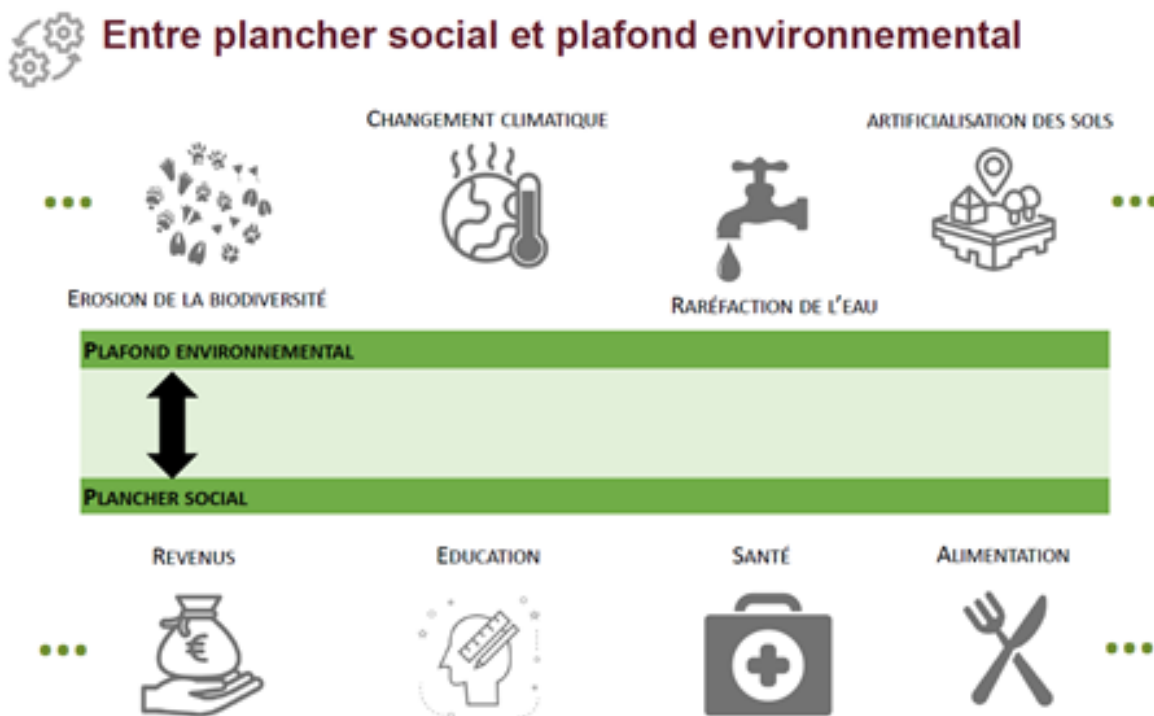 Entre plancher social et plafond environnemental
CHANGEMENT CLIMATIQUE
ARTIFICIALISATION DES SOLS
EROSION DE LA BIODIVERSITÉ
RARÉFACTION DE L'EAU
PLAFOND ENVIRONNEMENTAL
PLANCHER SOCIAL
REVENUS
EDUCATION
SANTÉ
ALIMENTATION
€